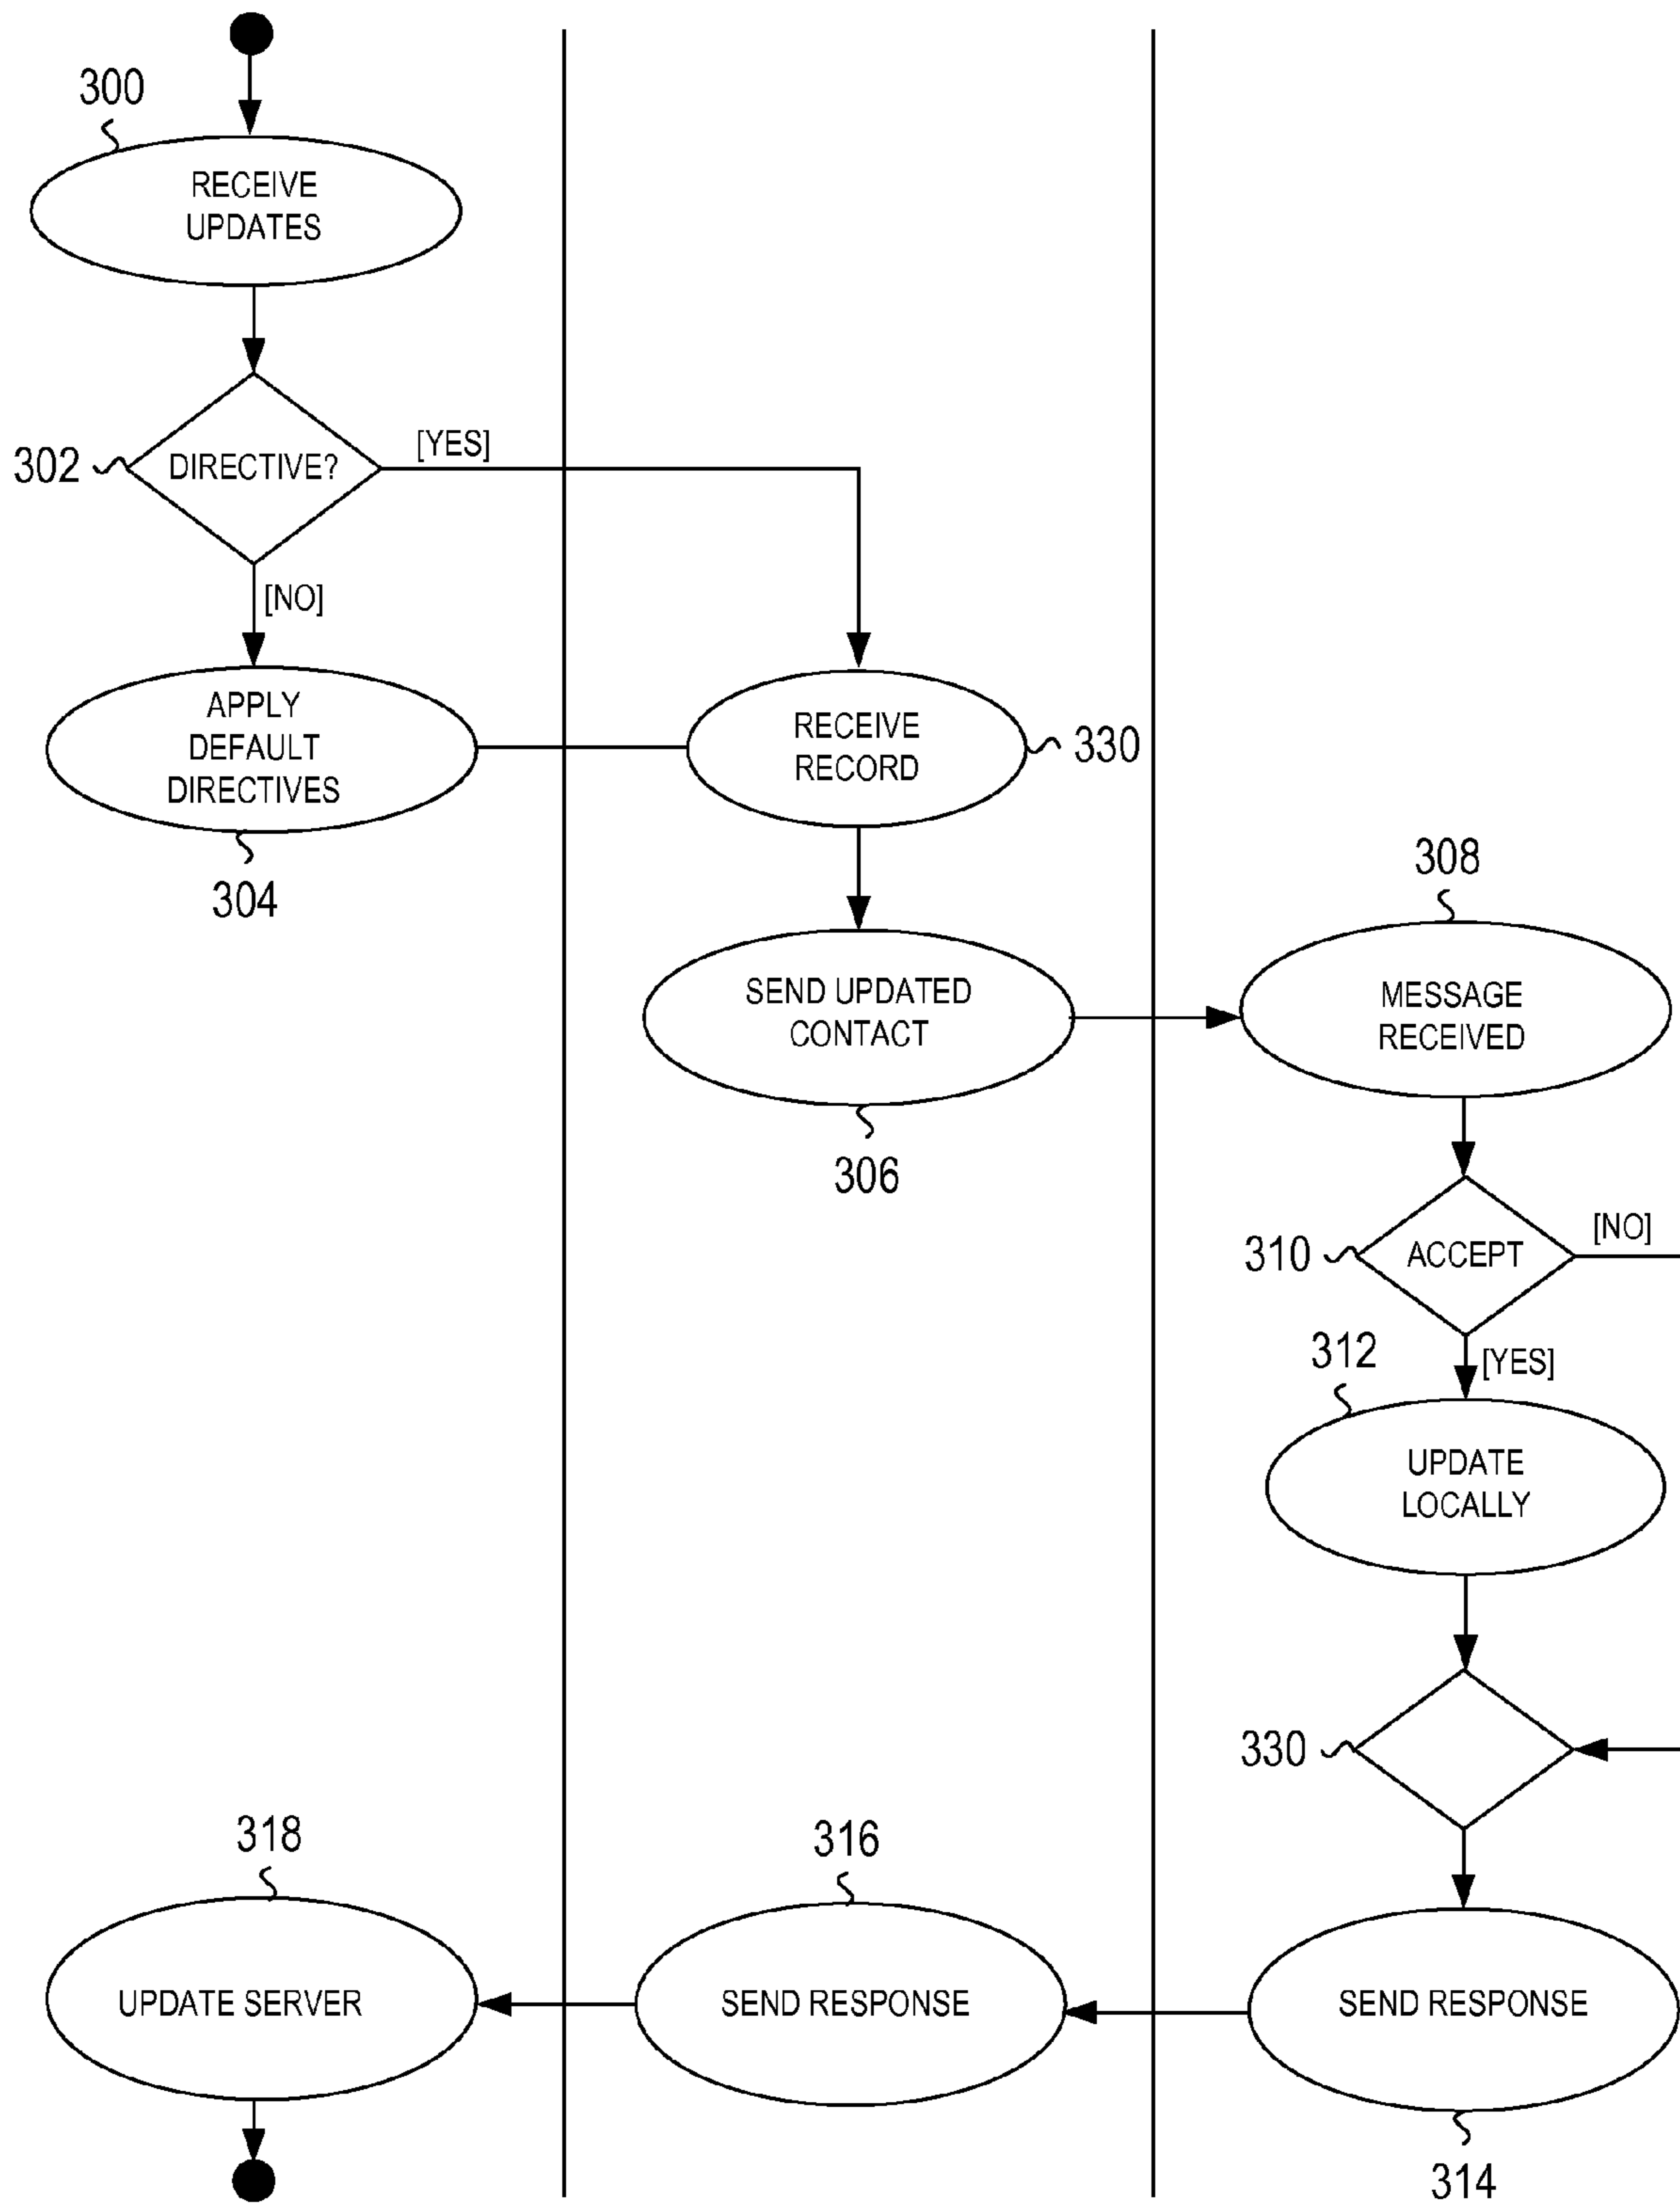 300
RECEIVE
UPDATES
302
DIRECTIVE?
[YES]
[NO]
APPLY
DEFAULT
DIRECTIVES
304
RECEIVE
RECORD
330
SEND UPDATED
CONTACT
306
308
MESSAGE
RECEIVED
310
ACCEPT
[NO]
[YES]
312
UPDATE
LOCALLY
330
318
UPDATE SERVER
316
SEND RESPONSE
SEND RESPONSE
314